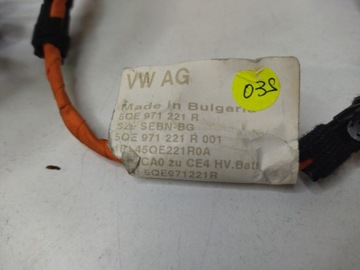 VW AG
Made in Bulgaria
5QE 971 221 R
SEBN-BG
5QE 971 221 R 001
45QE221R0A
CA0 zu CE4 HV.Batt
5QE971221R
03S